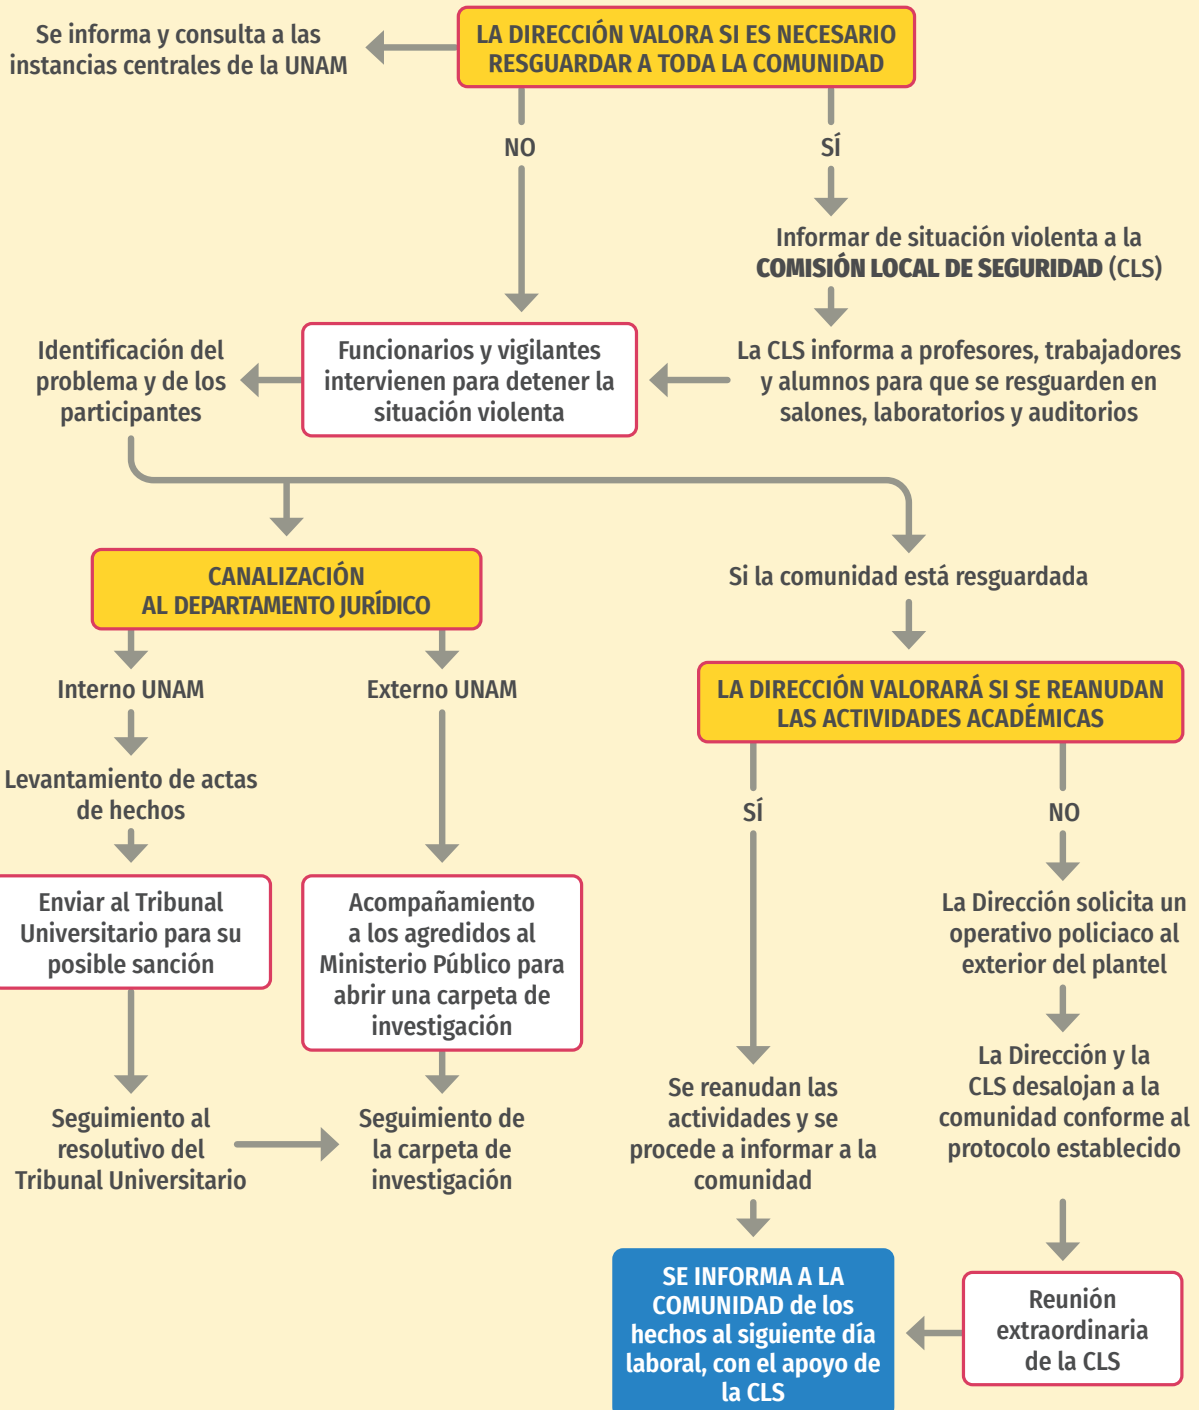 Se informa y consulta a las
instancias centrales de la UNAM
LA DIRECCIÓN VALORA SI ES NECESARIO
RESGUARDAR A TODA LA COMUNIDAD
NO
SÍ
Informar de situación violenta a la
COMISIÓN LOCAL DE SEGURIDAD (CLS)
Identificación del
problema y de los
participantes
Funcionarios y vigilantes
intervienen para detener la
situación violenta
La CLS informa a profesores, trabajadores
y alumnos para que se resguarden en
salones, laboratorios y auditorios
CANALIZACIÓN
AL DEPARTAMENTO JURÍDICO
Si la comunidad está resguardada
Interno UNAM
Externo UNAM
LA DIRECCIÓN VALORARÁ SI SE REANUDAN
LAS ACTIVIDADES ACADÉMICAS
Levantamiento de actas
de hechos
SÍ
NO
Enviar al Tribunal
Universitario para su
posible sanción
Acompañamiento
a los agredidos al
Ministerio Público para
abrir una carpeta de
investigación
La Dirección solicita un
operativo policiaco al
exterior del plantel
Seguimiento al
resolutivo del
Tribunal Universitario
Seguimiento de
la carpeta de
investigación
Se reanudan las
actividades y se
procede a informar a la
comunidad
La Dirección y la
CLS desalojan a la
comunidad conforme al
protocolo establecido
SE INFORMA A LA
COMUNIDAD de los
hechos al siguiente día
laboral, con el apoyo de
la CLS
Reunión
extraordinaria
de la CLS